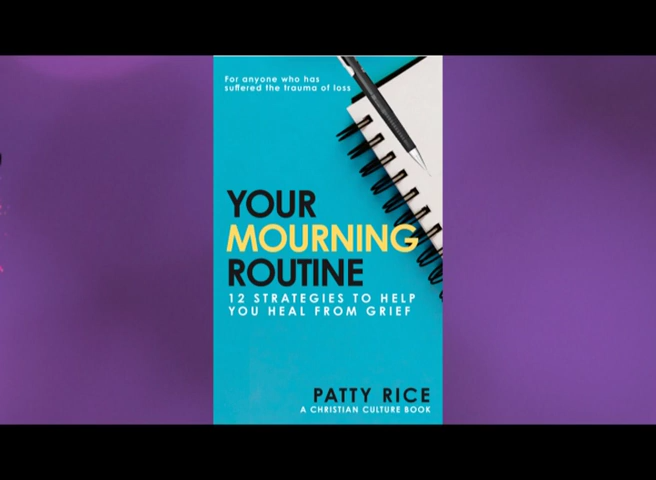 For anyone who has
suffered the trauma of loss
YOUR
MOURNING
ROUTINE
12 STRATEGIES TO HELP
YOU HEAL FROM GRIEF
PATTY RICE
A CHRISTIAN CULTURE BOOK